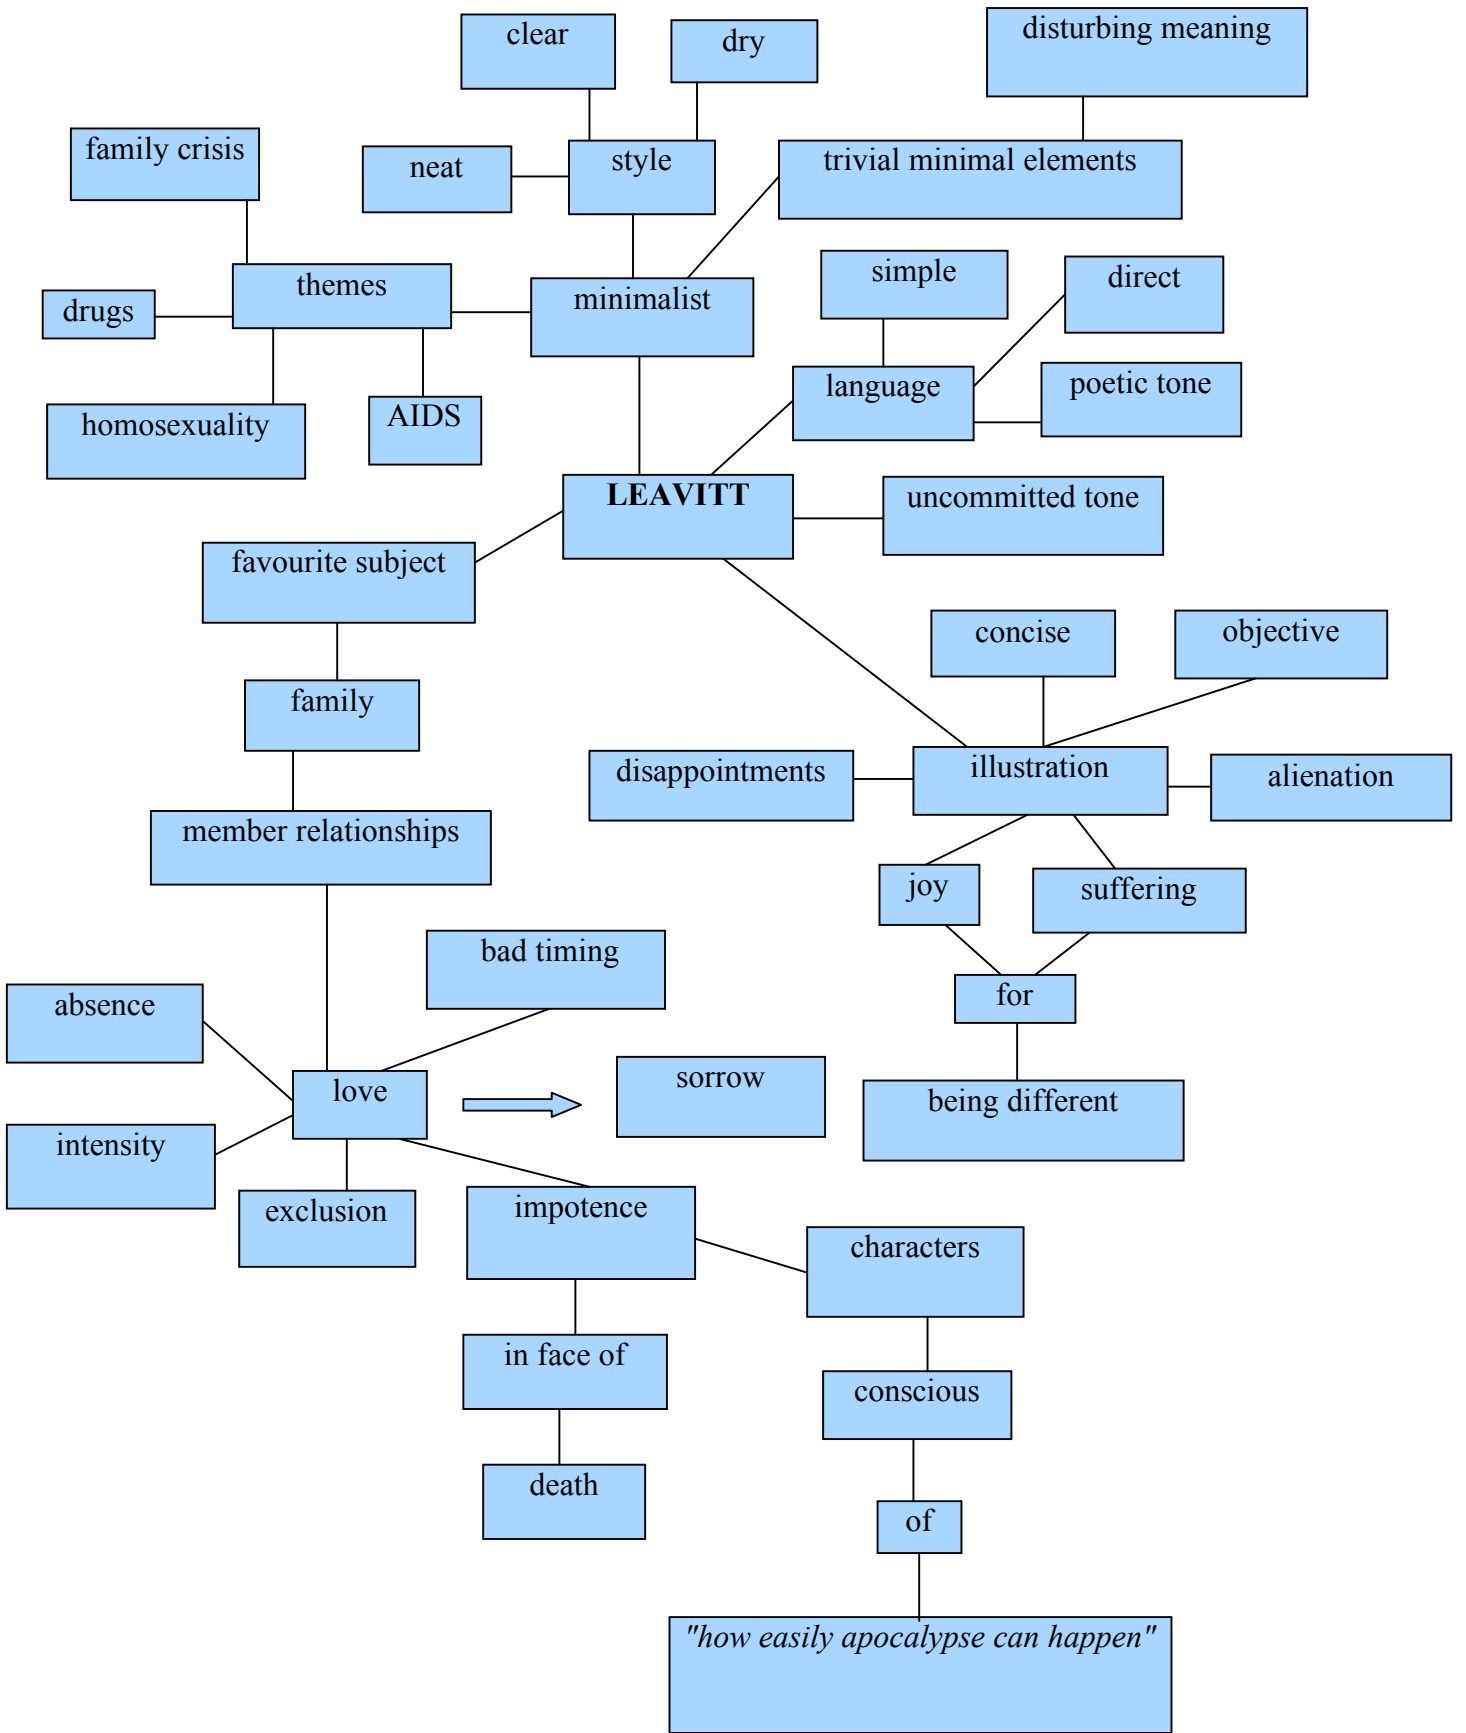 clear
dry
disturbing meaning
family crisis
neat
style
trivial minimal elements
themes
simple
direct
drugs
minimalist
language
poetic tone
homosexuality
AIDS
LEAVITT
uncommitted tone
favourite subject
concise
objective
family
disappointments
illustration
alienation
member relationships
joy
suffering
bad timing
absence
for
love
sorrow
being different
intensity
exclusion
impotence
characters
in face of
conscious
death
of
"how easily apocalypse can happen"